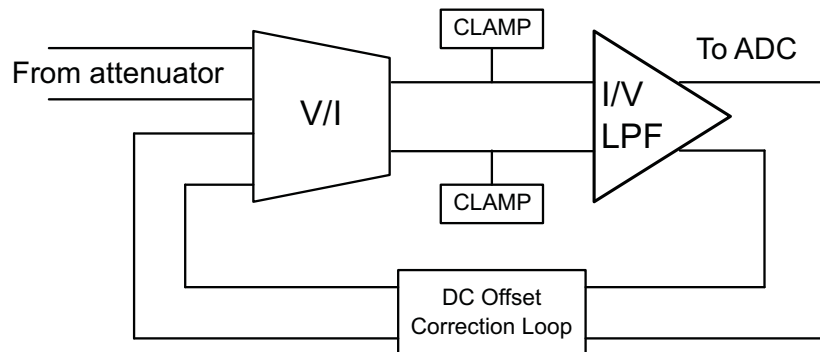 CLAMP
To ADC
From attenuator
V/I
I/V
LPF
CLAMP
DC Offset
Correction Loop